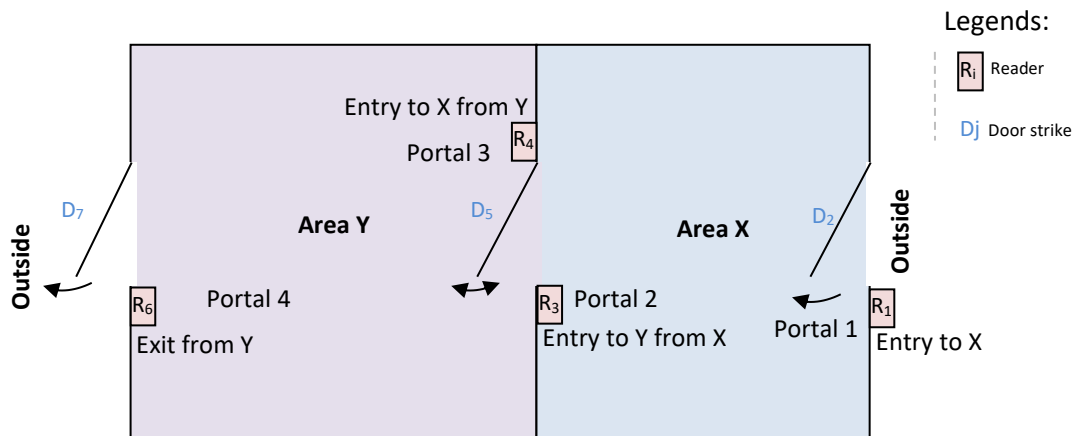 Legends:
Ri Reader
Dj Door strike
Entry to X from Y
R4
Portal 3
D7
D5
D2
Area Y
Area X
Outside
Outside
R6
Portal 4
R3
Portal 2
R1
Portal 1
Exit from Y
Entry to Y from X
Entry to X